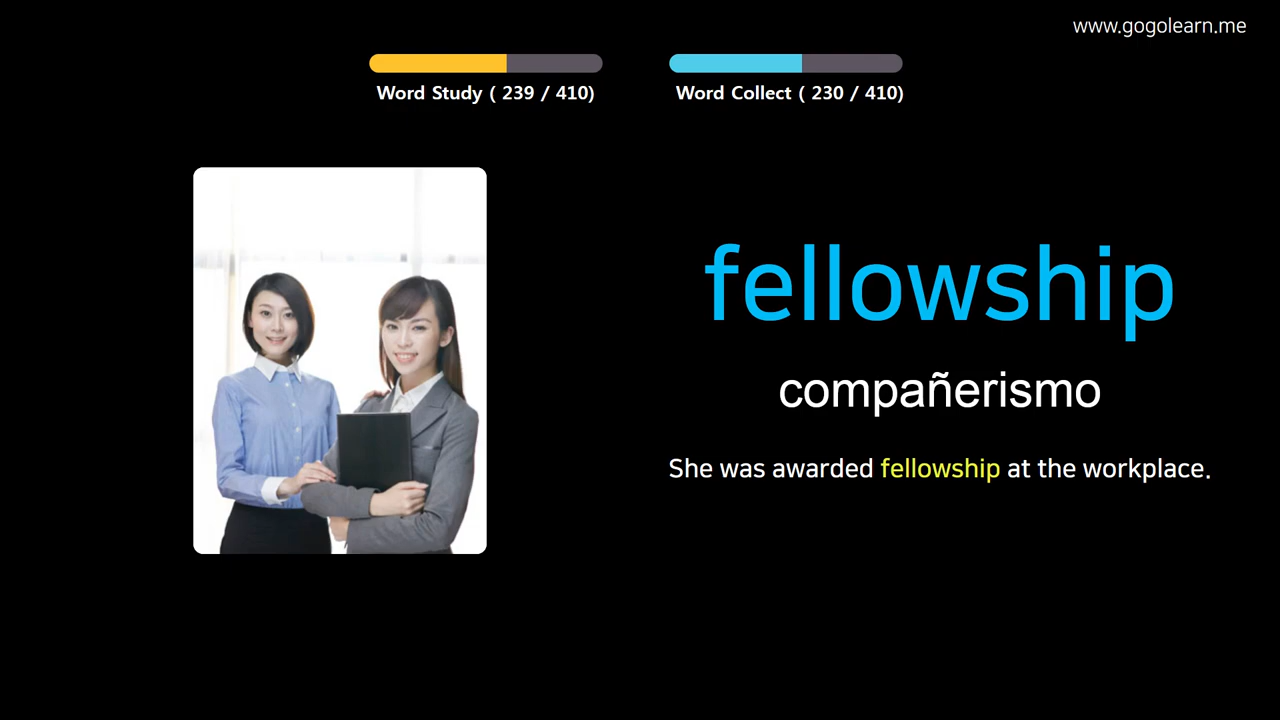 www.gogolearn.me
Word Study ( 239 / 410)
Word Collect ( 230 / 410)
fellowship
compañerismo
She was awarded fellowship at the workplace.